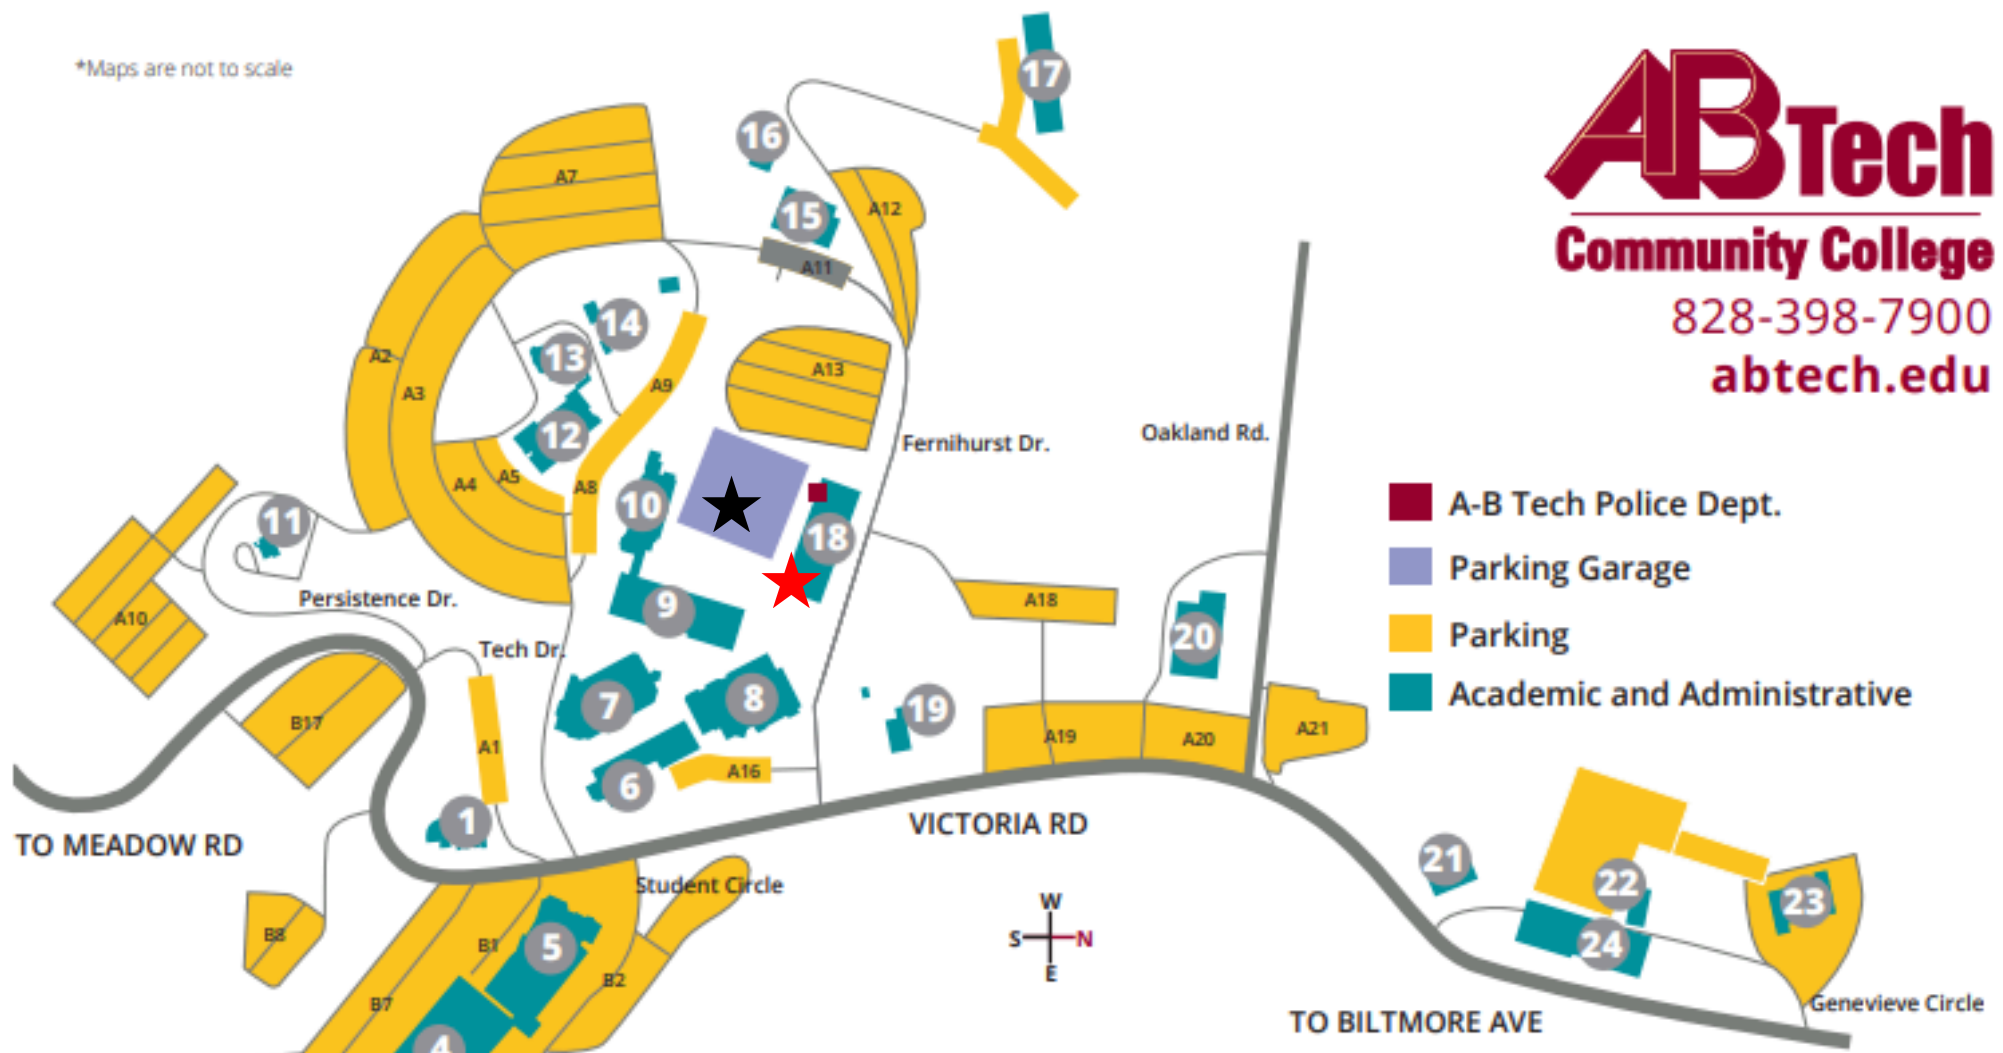 *Maps are not to scale
17
16
A7
15
A12
A11
14
13
A2
A9
A3
A13
12
Fernihurst Dr.
Oakland Rd.
A4
A5
A8
10
11
18
Persistence Dr.
A10
9
A18
20
Tech Dr.
7
8
19
B17
A1
A19
A20
A21
A16
6
1
VICTORIA RD
TO MEADOW RD
Student Circle
21
22
23
B8
B1
5
B2
24
B7
4
W
S
N
E
TO BILTMORE AVE
Genevieve Circle
AB Tech
Community College
828-398-7900
abtech.edu
A-B Tech Police Dept.
Parking Garage
Parking
Academic and Administrative